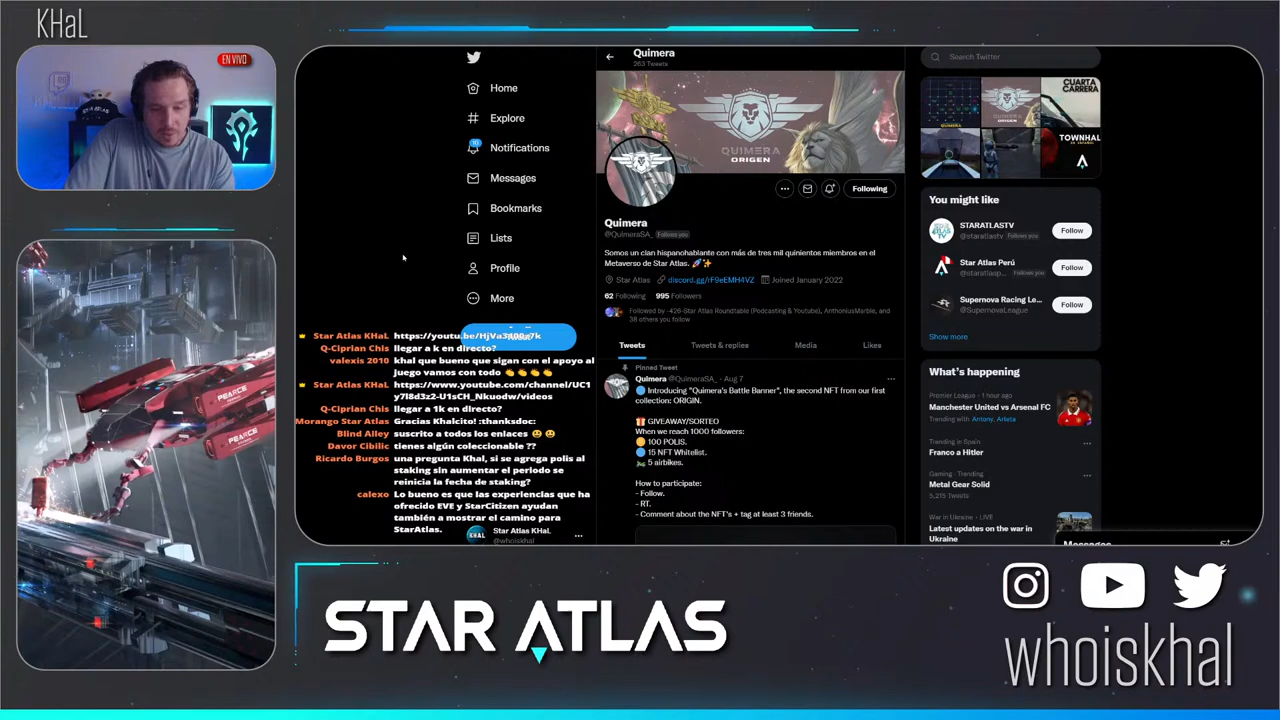 KHaL
EN VIVO
PEARCE
PEARCE
Home
Explore
10
Notifications
Messages
Bookmarks
Lists
Profile
More
Star Atlas KHaL https://youtu.be/HjVa3
Q-Ciprian Chis llegar a k en directo?
valexis 2010 khal que bueno que sigan con el apoyo al
juego vamos con todo 👏👏👏👏
Star Atlas KHaL https://www.youtube.com/channel/UC1
y7l8d3z2-U1sCH_Nkuodw/videos
Q-Ciprian Chis llegar a 1k en directo?
Morango Star Atlas Gracias Khalcito! :thanksdoc:
Blind Alley suscrito a todos los enlaces 😃 😃
Davor Cibilic tienes algún coleccionable ??
Ricardo Burgos una pregunta Khal, si se agrega polis al
staking sin aumentar el periodo se
reinicia la fecha de staking?
calexo Lo bueno es que las experiencias que ha
ofrecido EVE y StarCitizen ayudan
también a mostrar el camino para
StarAtlas.
KHAL
Star Atlas KHaL
@whoiskhal
Quimera
263 Tweets
QUIMERA
ORIGEN
Following
Quimera
@QuimeraSA_ Follows you
Somos un clan hispanohablante con más de tres mil quinientos miembros en el
Metaverso de Star Atlas. 🚀✨
Star Atlas discord.gg/rF9eEMH4VZ Joined January 2022
62 Following 995 Followers
Followed by -426-Star Atlas Roundtable (Podcasting & Youtube), AnthoniusMarble, and
38 others you follow
Tweets Tweets & replies Media Likes
Pinned Tweet
Quimera @QuimeraSA_ · Aug 7
🔵 Introducing "Quimera's Battle Banner", the second NFT from our first
collection: ORIGIN.
🎁 GIVEAWAY/SORTEO
When we reach 1000 followers:
🟡 100 POLIS.
🔵 15 NFT Whitelist.
5 airbikes.
How to participate:
- Follow.
- RT.
- Comment about the NFT's + tag at least 3 friends.
Search Twitter
QUIMERA
ORIGEN
CUARTA
CARRERA
TOWNHALL
You might like
STARATLASTV
@staratlastv Follows you
Follow
Star Atlas Perú
@staratlasp... Follows you
Follow
Supernova Racing Le...
@SupernovaLeague
Follow
Show more
What's happening
Premier League · 1 hour ago
Manchester United vs Arsenal FC
Trending with Antony, Arteta
Trending in Spain
Franco a Hitler
Gaming · Trending
Metal Gear Solid
5,215 Tweets
War in Ukraine · LIVE
Latest updates on the war in
Ukraine
Messages
STAR ATLAS
whoiskhal